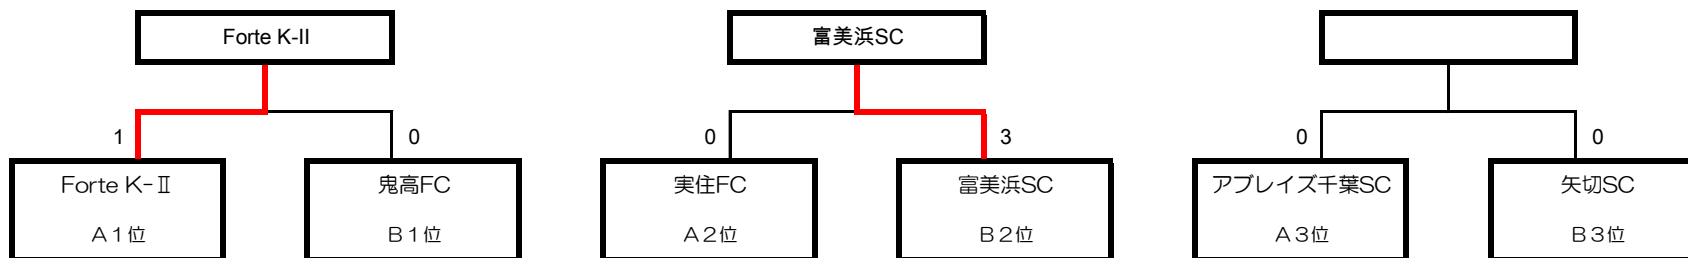 Forte K-II
富美浜SC
1
0
0
3
0
0
Forte K-Ⅱ
鬼高FC
実住FC
富美浜SC
アブレイズ千葉SC
矢切SC
A１位
B１位
A２位
B２位
A３位
B３位